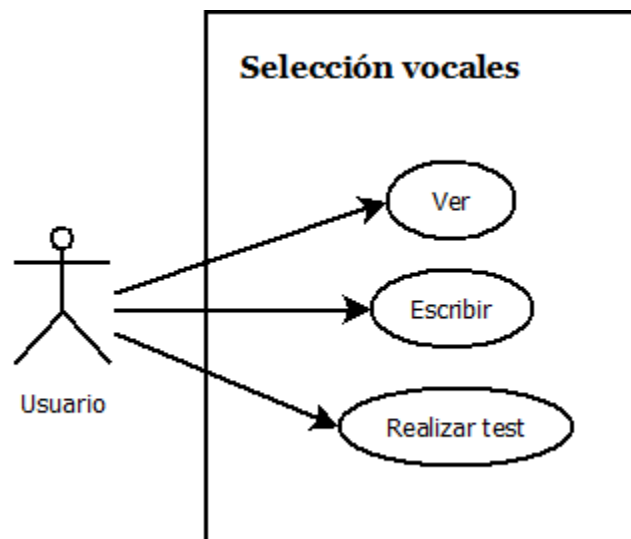 Selección vocales
Ver
Escribir
Usuario
Realizar test